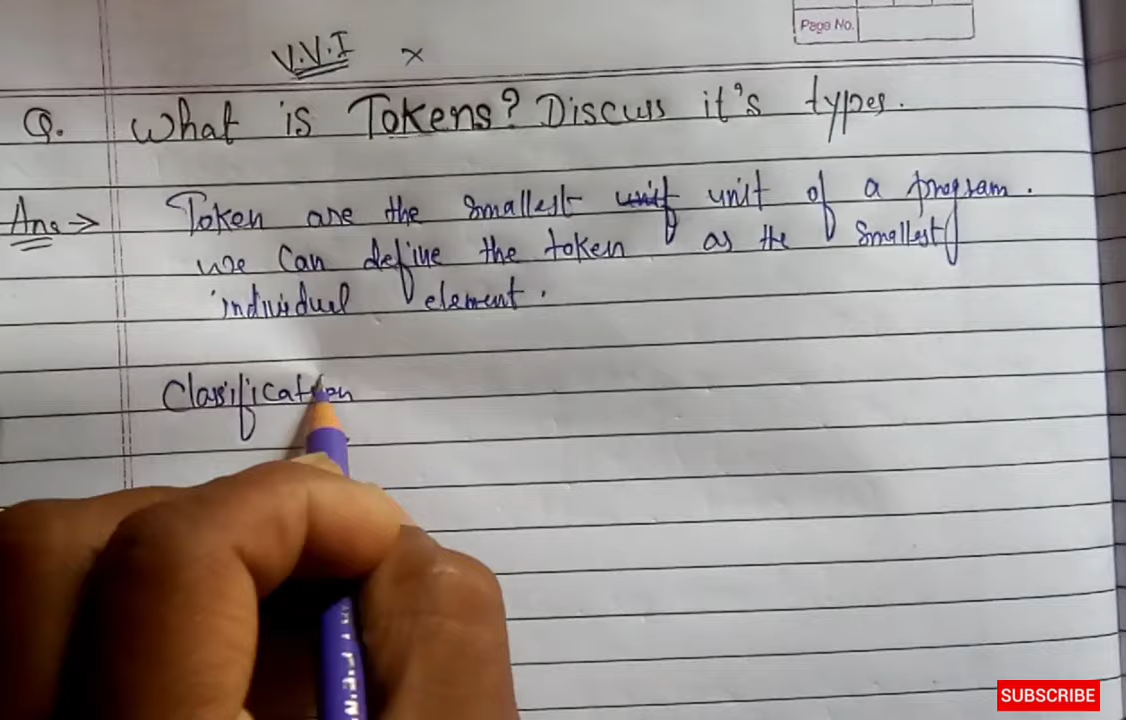 Page No.
V.V.I x
Q. What is Tokens? Discuss it's types.
Ans → Token are the smallest unit unit of a program.
we can define the token as the smallest
individual element.
Classification
SUBSCRIBE